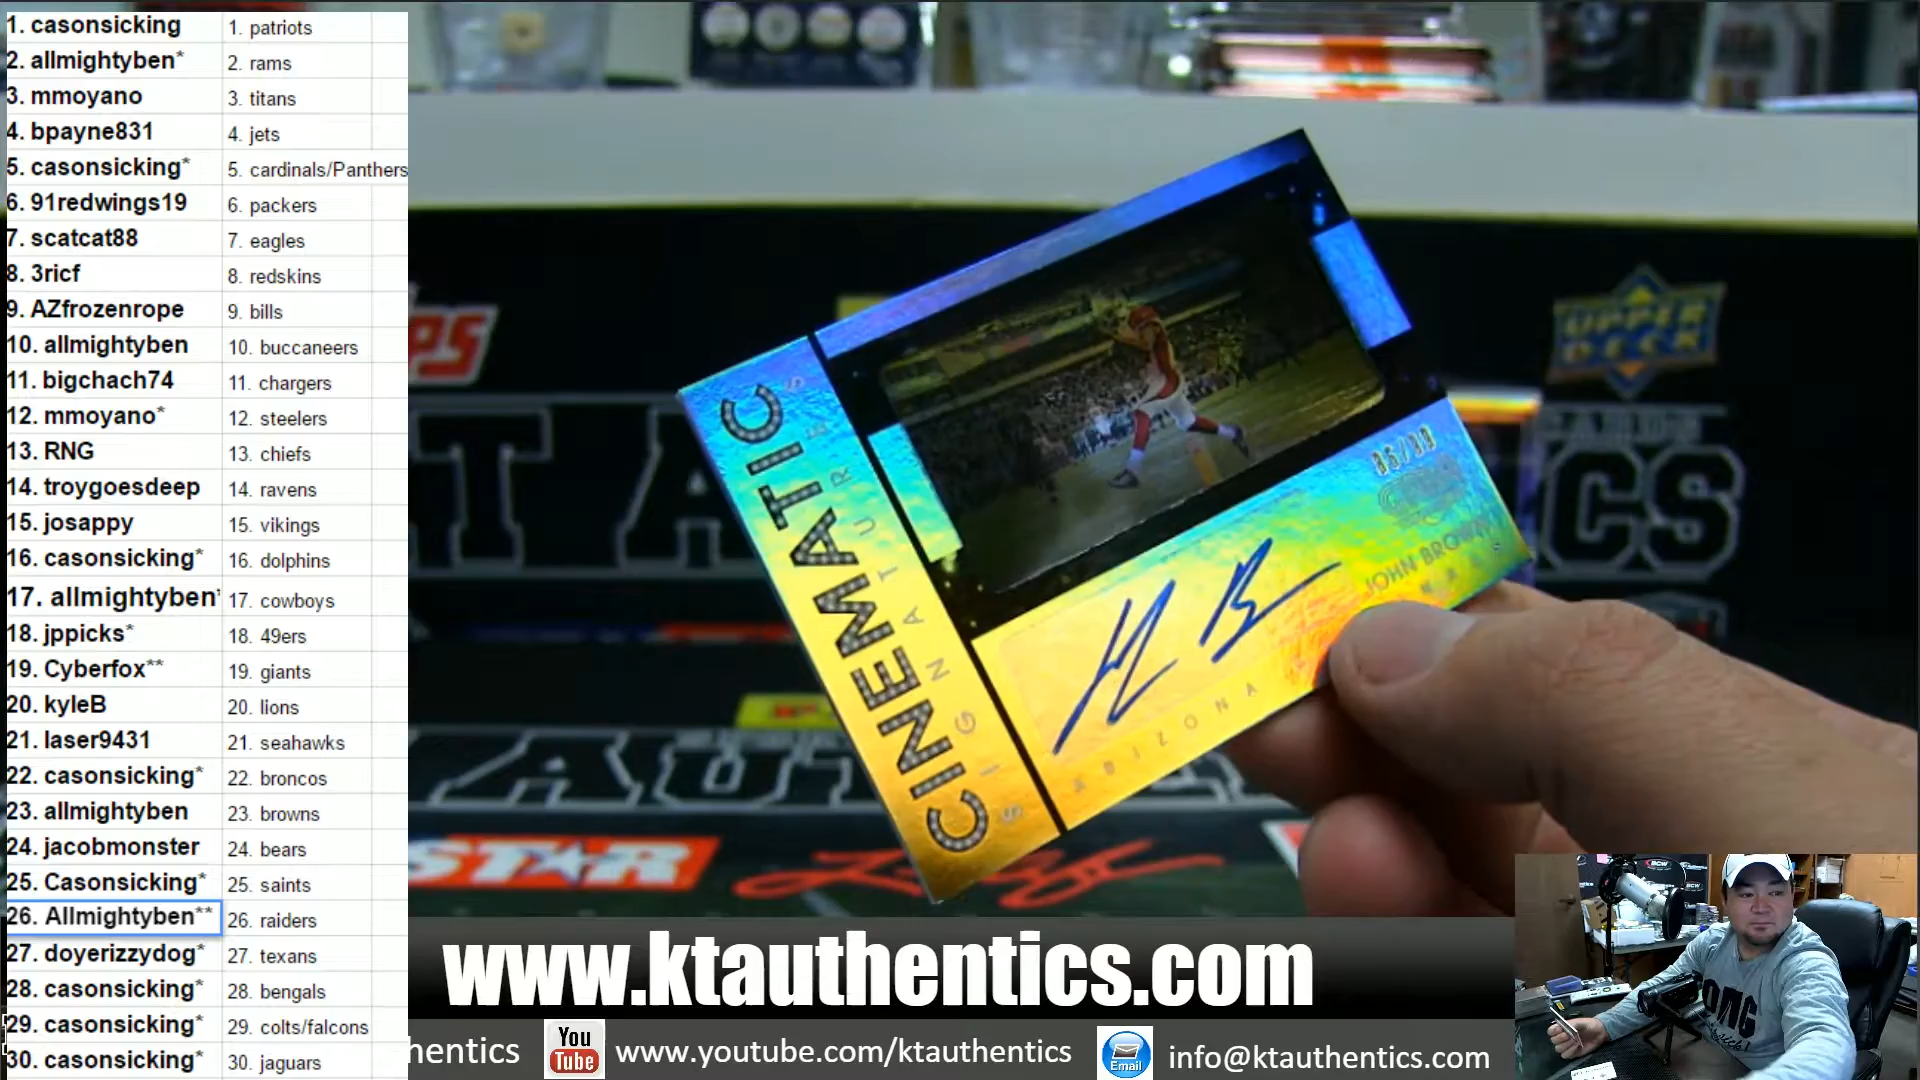 1. casonsicking 1. patriots
2. allmightyben* 2. rams
3. mmoyano 3. titans
4. bpayne831 4. jets
5. casonsicking* 5. cardinals/Panthers
6. 91redwings19 6. packers
7. scatcat88 7. eagles
8. 3ricf 8. redskins
9. AZfrozenrope 9. bills
10. allmightyben 10. buccaneers
11. bigchach74 11. chargers
12. mmoyano* 12. steelers
13. RNG 13. chiefs
14. troygoesdeep 14. ravens
15. josappy 15. vikings
16. casonsicking* 16. dolphins
17. allmightyben* 17. cowboys
18. jppicks* 18. 49ers
19. Cyberfox** 19. giants
20. kyleB 20. lions
21. laser9431 21. seahawks
22. casonsicking* 22. broncos
23. allmightyben 23. browns
24. jacobmonster 24. bears
25. Casonsicking* 25. saints
26. Allmightyben** 26. raiders
27. doyerizzydog* 27. texans
28. casonsicking* 28. bengals
29. casonsicking* 29. colts/falcons
30. casonsicking* 30. jaguars
CINEMATIC
SIGNATURES
JOHN BROWN
ARIZONA
UPPER
DECK
STAR
www.ktauthentics.com
hentics
You
Tube
www.youtube.com/ktauthentics
Email
info@ktauthentics.com